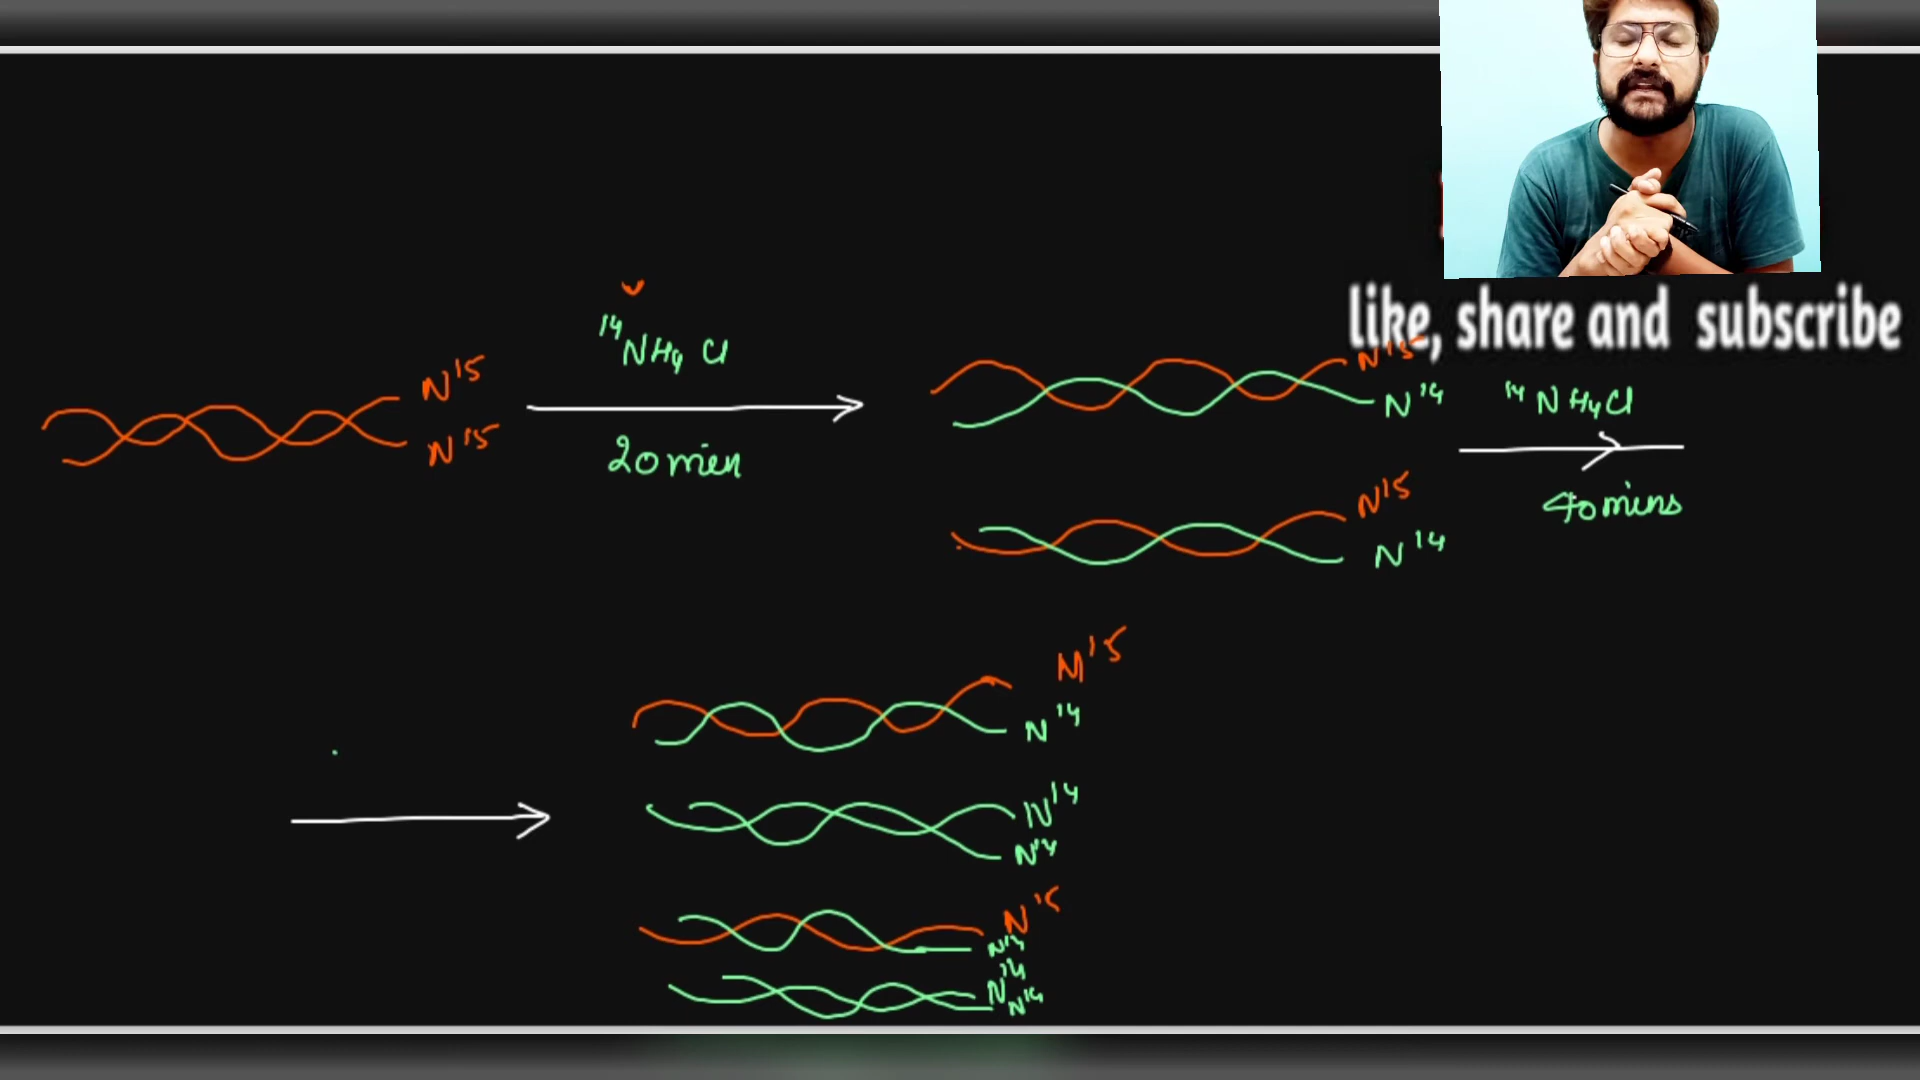 like, share and subscribe
¹⁴NH₄Cl
20 mien
N¹⁵
N¹⁵
N¹⁵
N¹⁴
¹⁴NH₄Cl
40 mins
N¹⁵
N¹⁴
N¹⁵
N¹⁴
N¹⁴
N¹⁴
N¹⁵
N¹⁴
N¹⁴
N¹⁴